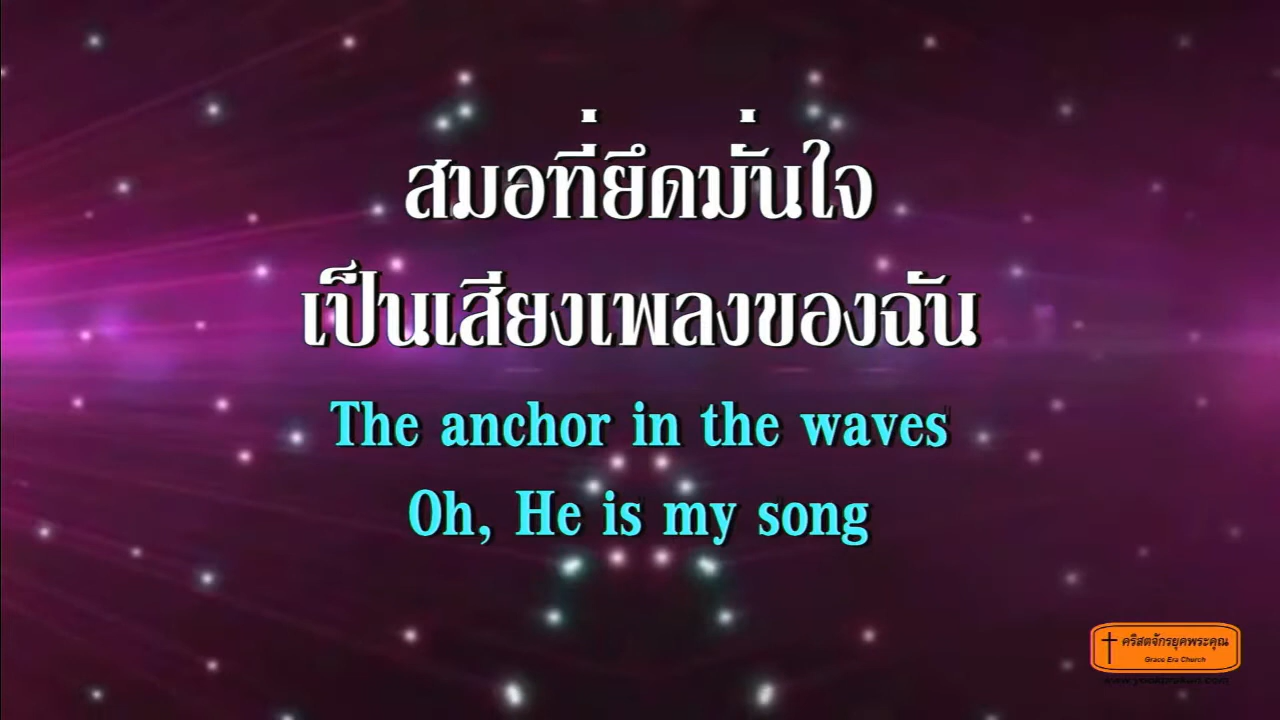 สมอที่ยึดมั่นใจ
เป็นเสียงเพลงของฉัน
The anchor in the waves
Oh, He is my song
คริสตจักรยุคพระคุณ
Grace Era Church